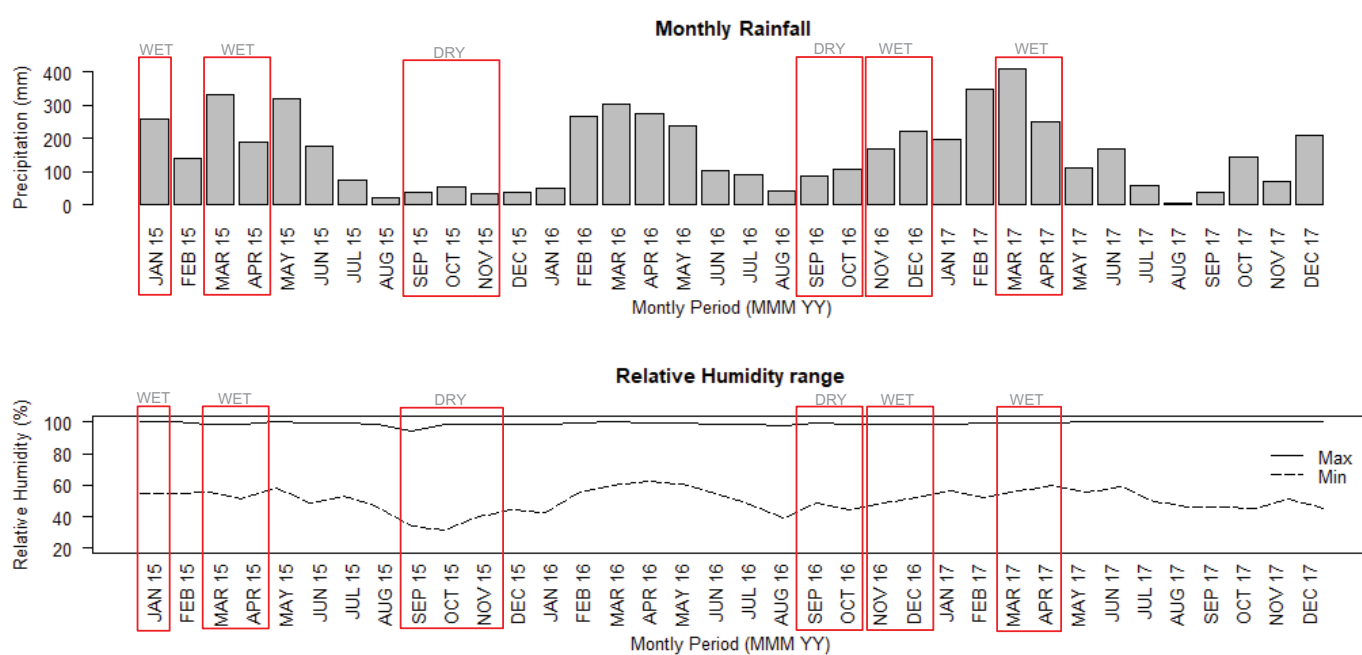 Monthly Rainfall
WET WET DRY DRY WET WET
Precipitation (mm)
400
300
200
100
0
JAN 15 FEB 15 MAR 15 APR 15 MAY 15 JUN 15 JUL 15 AUG 15 SEP 15 OCT 15 NOV 15 DEC 15 JAN 16 FEB 16 MAR 16 APR 16 MAY 16 JUN 16 JUL 16 AUG 16 SEP 16 OCT 16 NOV 16 DEC 16 JAN 17 FEB 17 MAR 17 APR 17 MAY 17 JUN 17 JUL 17 AUG 17 SEP 17 OCT 17 NOV 17 DEC 17
Montly Period (MMM YY)
Relative Humidity range
WET WET DRY DRY WET WET
Relative Humidity (%)
100
80
60
40
20
Max
Min
JAN 15 FEB 15 MAR 15 APR 15 MAY 15 JUN 15 JUL 15 AUG 15 SEP 15 OCT 15 NOV 15 DEC 15 JAN 16 FEB 16 MAR 16 APR 16 MAY 16 JUN 16 JUL 16 AUG 16 SEP 16 OCT 16 NOV 16 DEC 16 JAN 17 FEB 17 MAR 17 APR 17 MAY 17 JUN 17 JUL 17 AUG 17 SEP 17 OCT 17 NOV 17 DEC 17
Montly Period (MMM YY)